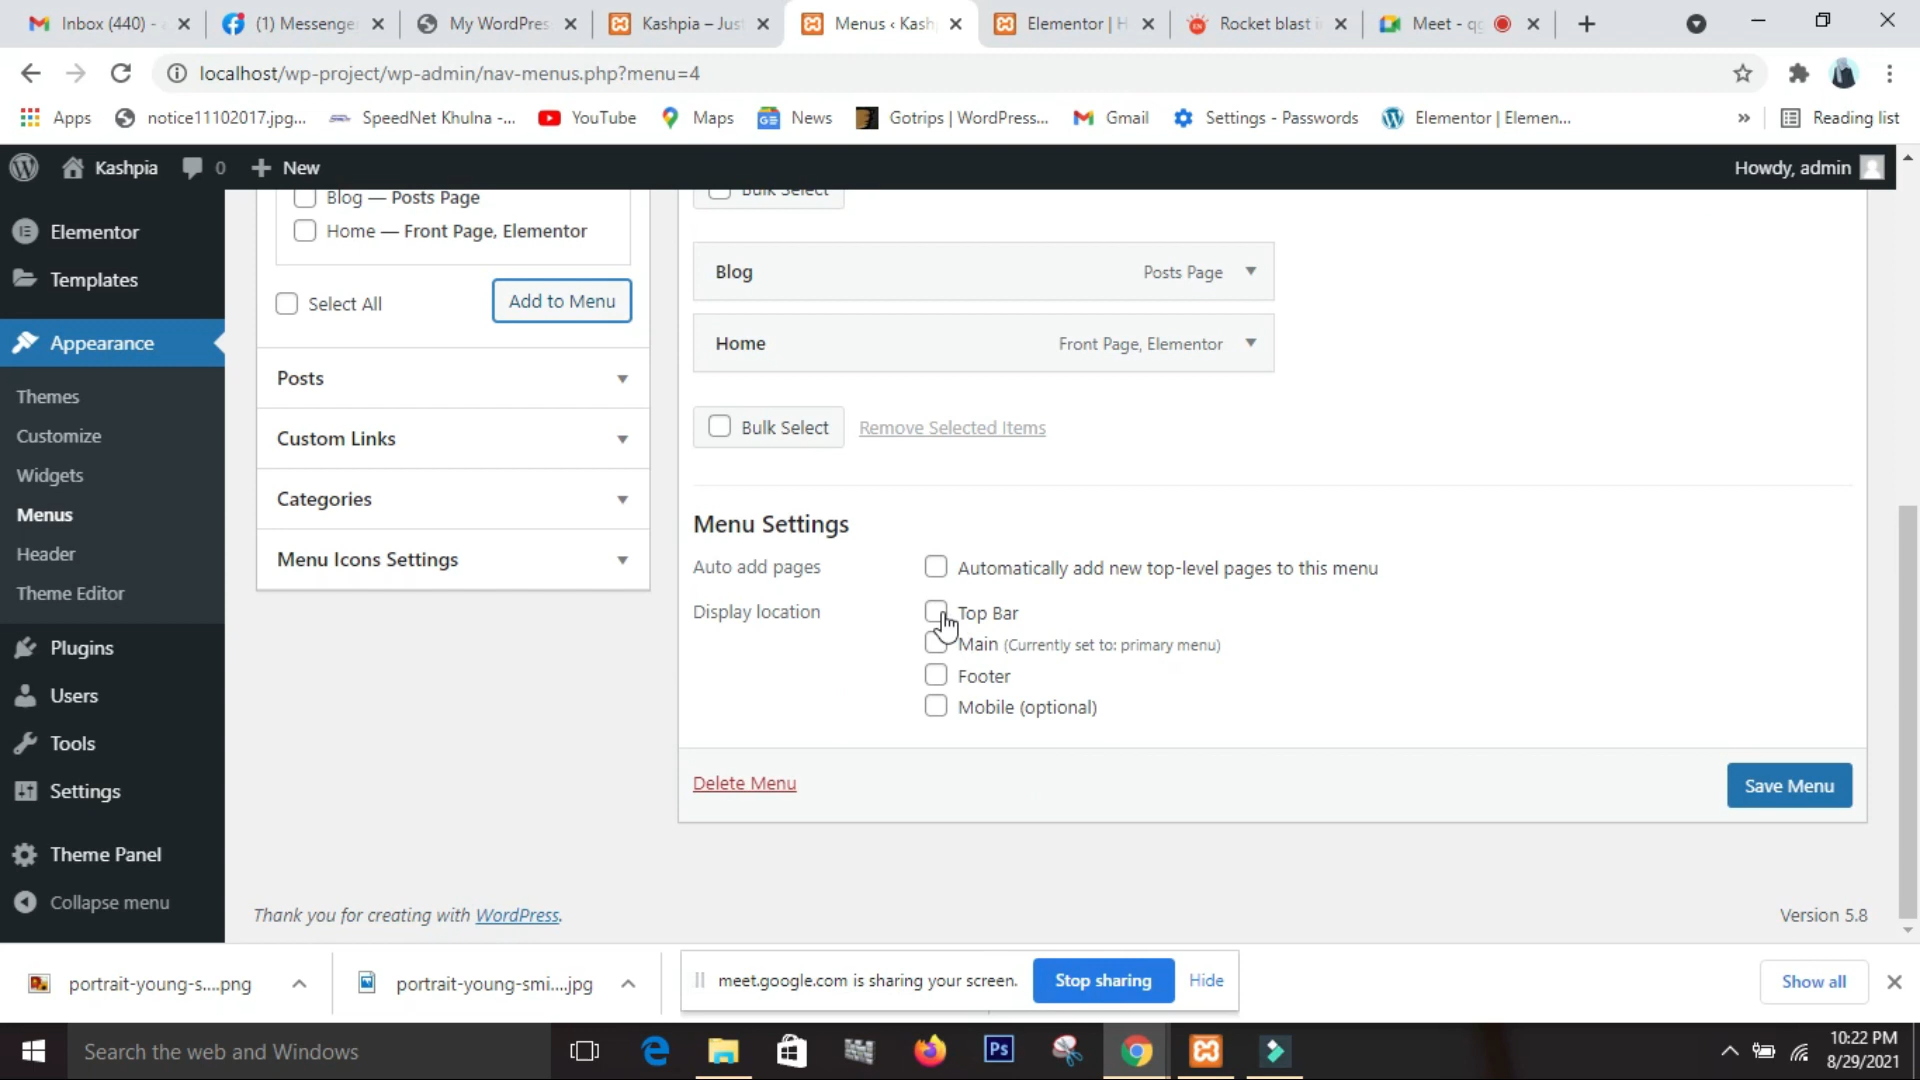 Inbox (440) -
(1) Messenge
My WordPres
Kashpia – Just
Menus ‹ Kash
Elementor | H
Rocket blast i
Meet - qg
localhost/wp-project/wp-admin/nav-menus.php?menu=4
Apps
notice11102017.jpg...
SpeedNet Khulna -...
YouTube
Maps
News
Gotrips | WordPress...
Gmail
Settings - Passwords
Elementor | Elemen...
»
Reading list
Kashpia
0
New
Howdy, admin
Elementor
Templates
Appearance
Themes
Customize
Widgets
Menus
Header
Theme Editor
Plugins
Users
Tools
Settings
Theme Panel
Collapse menu
Blog — Posts Page
Home — Front Page, Elementor
Select All
Add to Menu
Posts
Custom Links
Categories
Menu Icons Settings
Bulk Select
Blog
Posts Page
Home
Front Page, Elementor
Bulk Select
Remove Selected Items
Menu Settings
Auto add pages
Automatically add new top-level pages to this menu
Display location
Top Bar
Main (Currently set to: primary menu)
Footer
Mobile (optional)
Delete Menu
Save Menu
Thank you for creating with WordPress.
Version 5.8
portrait-young-s....png
portrait-young-smi....jpg
meet.google.com is sharing your screen.
Stop sharing
Hide
Show all
Search the web and Windows
Ps
10:22 PM
8/29/2021